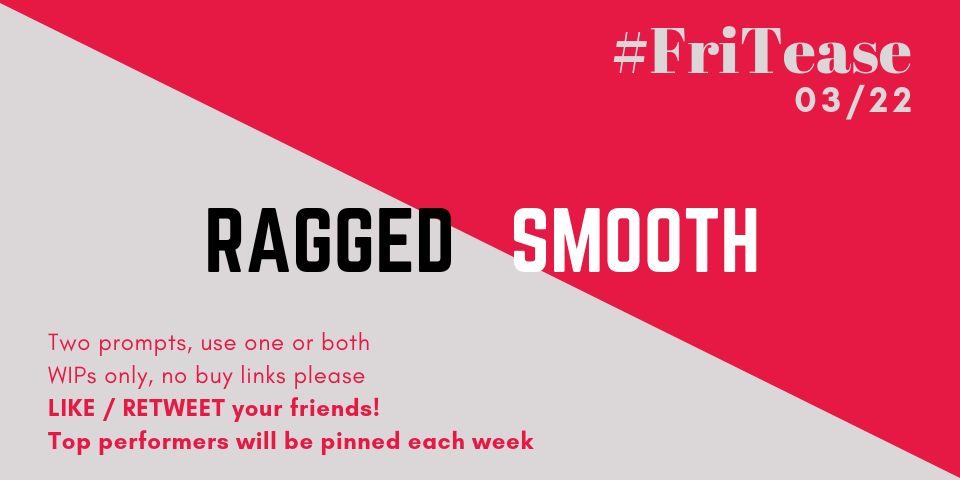 #FriTease
03/22
RAGGED SMOOTH
Two prompts, use one or both
WIPs only, no buy links please
LIKE / RETWEET your friends!
Top performers will be pinned each week